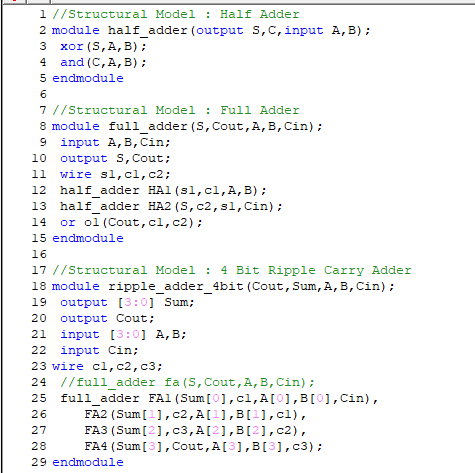 1 //Structural Model : Half Adder
2 module half_adder(output S,C,input A,B);
3 xor(S,A,B);
4 and(C,A,B);
5 endmodule
6
7 //Structural Model : Full Adder
8 module full_adder(S,Cout,A,B,Cin);
9 input A,B,Cin;
10 output S,Cout;
11 wire s1,c1,c2;
12 half_adder HA1(s1,c1,A,B);
13 half_adder HA2(S,c2,s1,Cin);
14 or o1(Cout,c1,c2);
15 endmodule
16
17 //Structural Model : 4 Bit Ripple Carry Adder
18 module ripple_adder_4bit(Cout,Sum,A,B,Cin);
19 output [3:0] Sum;
20 output Cout;
21 input [3:0] A,B;
22 input Cin;
23 wire c1,c2,c3;
24 //full_adder fa(S,Cout,A,B,Cin);
25 full_adder FA1(Sum[0],c1,A[0],B[0],Cin),
26 FA2(Sum[1],c2,A[1],B[1],c1),
27 FA3(Sum[2],c3,A[2],B[2],c2),
28 FA4(Sum[3],Cout,A[3],B[3],c3);
29 endmodule